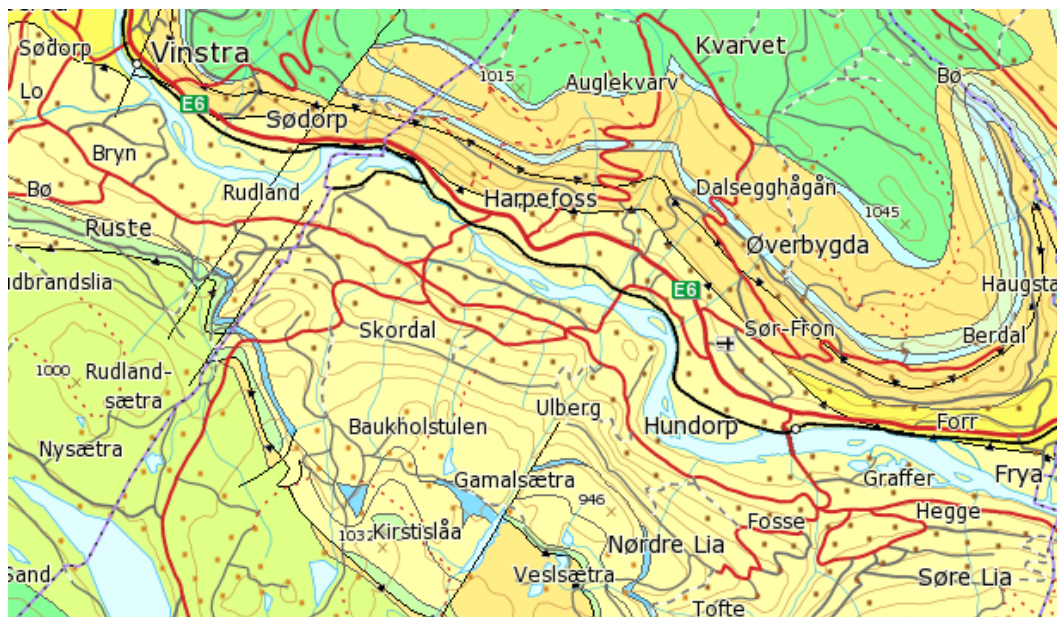 Sødorp
Vinstra
Kvarvet
Lo
1015
Auglekvarv
Bø
E6
Sødorp
Bryn
Bø
Rudland
Harpefoss
Dalsegghågån
1045
Ruste
Øverbygda
udbrandslia
E6
Haugsta
Skordal
Sør-Fron
Berdal
1000
Rudland-
sætra
Ulberg
Baukholstulen
Hundorp
Forr
Nysætra
Gamalsætra
Graffer
Frya
946
Hegge
1032
Kirstislåa
Fosse
Nørdre Lia
Sand
Veslsætra
Søre Lia
Tofte